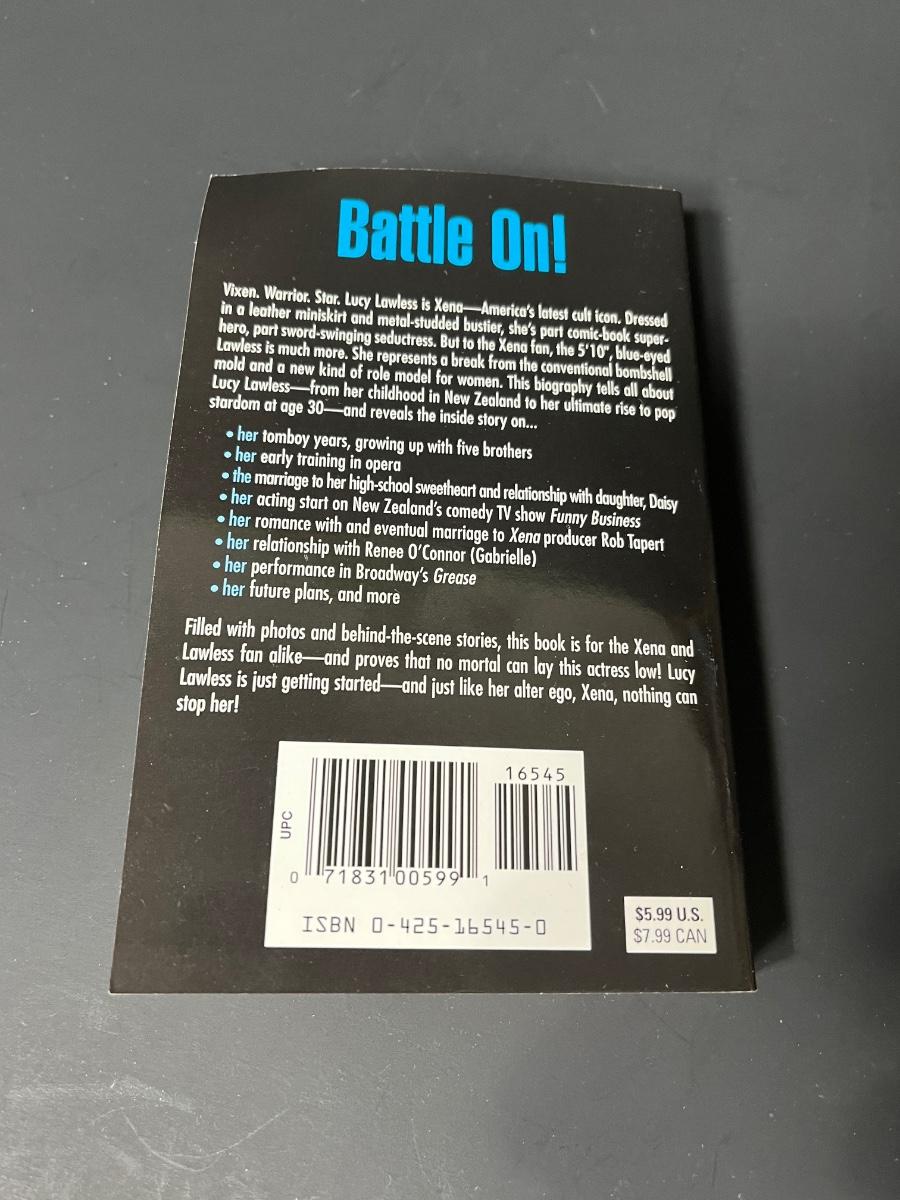 Battle On!
Vixen. Warrior. Star. Lucy Lawless is Xena—America's latest cult icon. Dressed
in a leather miniskirt and metal-studded bustier, she's part comic-book super-
hero, part sword-swinging seductress. But to the Xena fan, the 5'10", blue-eyed
Lawless is much more. She represents a break from the conventional bombshell
mold and a new kind of role model for women. This biography tells all about
Lucy Lawless—from her childhood in New Zealand to her ultimate rise to pop
stardom at age 30—and reveals the inside story on...
• her tomboy years, growing up with five brothers
• her early training in opera
• the marriage to her high-school sweetheart and relationship with daughter, Daisy
• her acting start on New Zealand's comedy TV show Funny Business
• her romance with and eventual marriage to Xena producer Rob Tapert
• her relationship with Renee O'Connor (Gabrielle)
• her performance in Broadway's Grease
• her future plans, and more
Filled with photos and behind-the-scene stories, this book is for the Xena and
Lawless fan alike—and proves that no mortal can lay this actress low! Lucy
Lawless is just getting started—and just like her alter ego, Xena, nothing can
stop her!
16545
UPC
0 71831 00599 1
ISBN 0-425-16545-0
$5.99 U.S.
$7.99 CAN